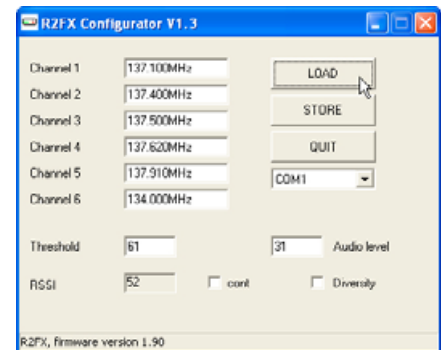 R2FX Configurator V1.3
Channel 1 137.100MHz LOAD
Channel 2 137.400MHz
STORE
Channel 3 137.500MHz
Channel 4 137.620MHz QUIT
Channel 5 137.910MHz COM1
Channel 6 134.000MHz
Threshold 61 31 Audio level
RSSI 52 cont Diversity
R2FX, firmware version 1.90